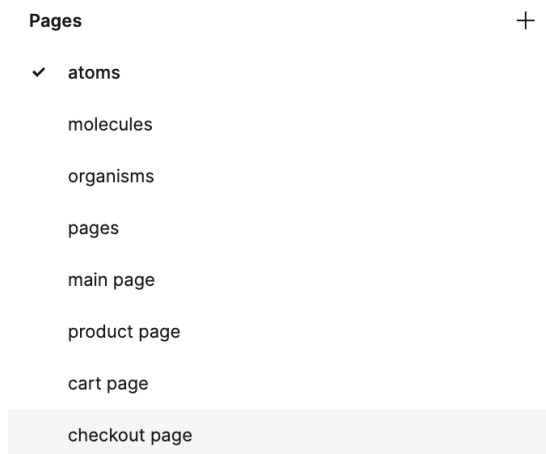 Pages
atoms
molecules
organisms
pages
main page
product page
cart page
checkout page